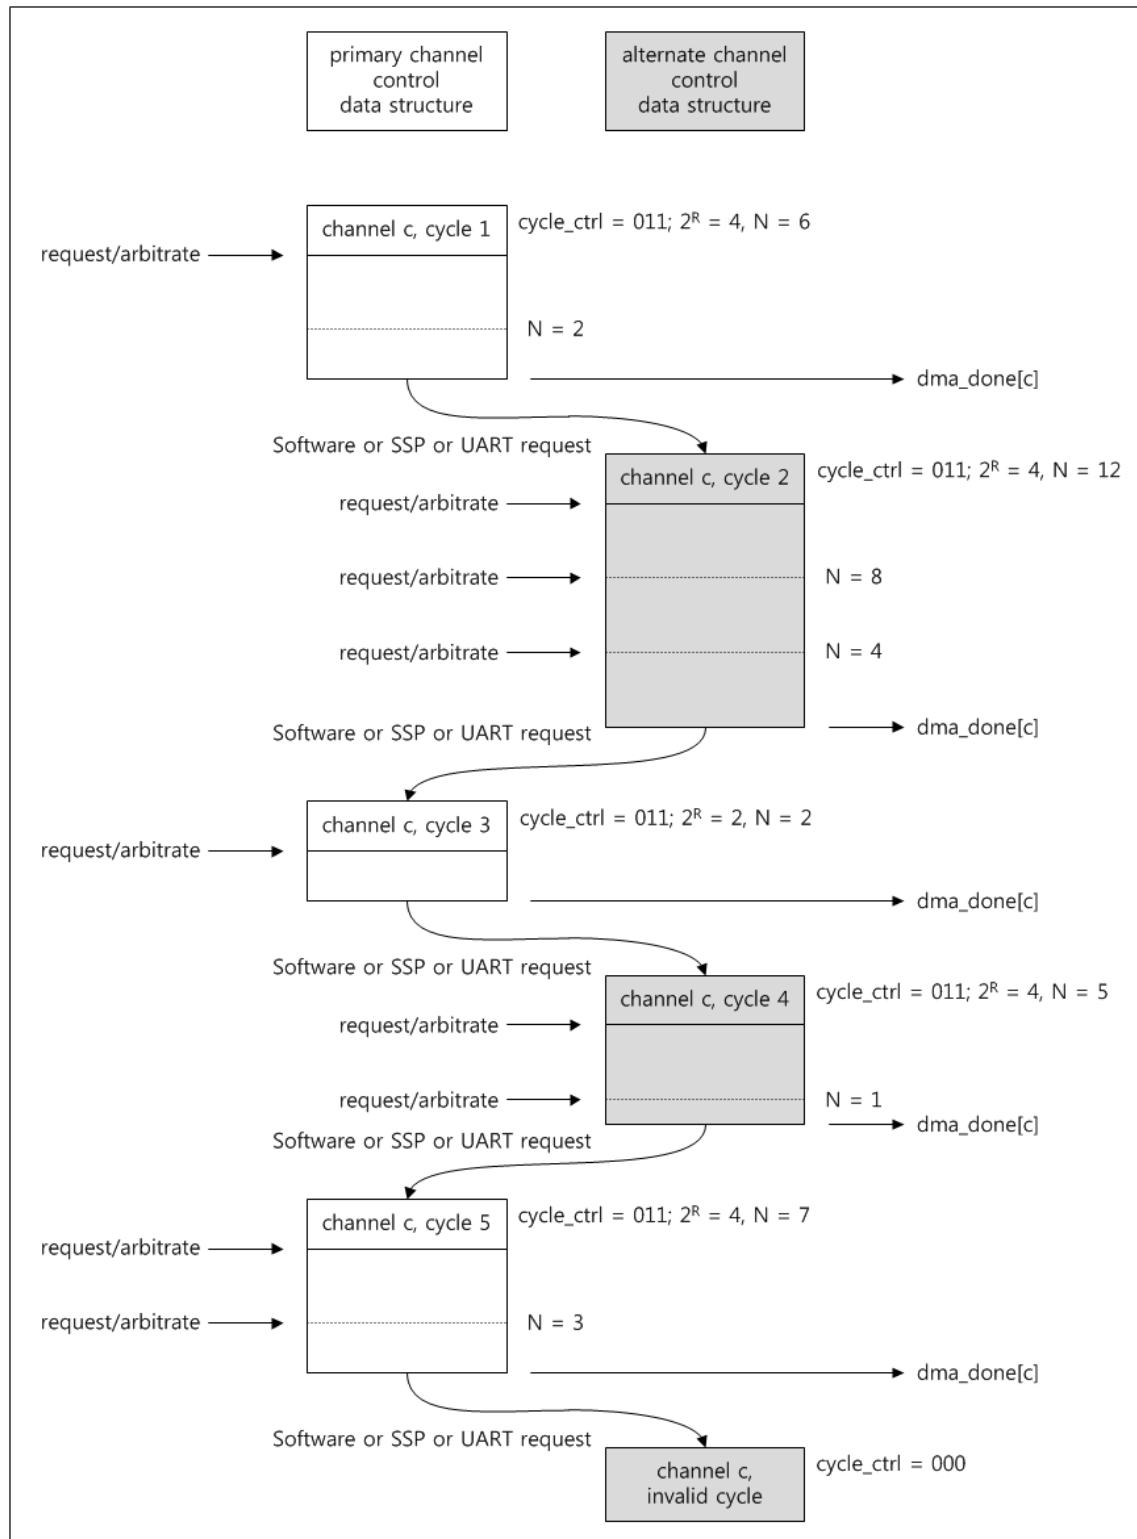 primary channel
control
data structure
alternate channel
control
data structure
channel c, cycle 1
cycle_ctrl = 011; 2ᴿ = 4, N = 6
request/arbitrate
N = 2
dma_done[c]
Software or SSP or UART request
channel c, cycle 2
cycle_ctrl = 011; 2ᴿ = 4, N = 12
request/arbitrate
request/arbitrate
N = 8
request/arbitrate
N = 4
dma_done[c]
Software or SSP or UART request
channel c, cycle 3
cycle_ctrl = 011; 2ᴿ = 2, N = 2
request/arbitrate
dma_done[c]
Software or SSP or UART request
channel c, cycle 4
cycle_ctrl = 011; 2ᴿ = 4, N = 5
request/arbitrate
request/arbitrate
N = 1
dma_done[c]
Software or SSP or UART request
channel c, cycle 5
cycle_ctrl = 011; 2ᴿ = 4, N = 7
request/arbitrate
request/arbitrate
N = 3
dma_done[c]
Software or SSP or UART request
channel c,
invalid cycle
cycle_ctrl = 000